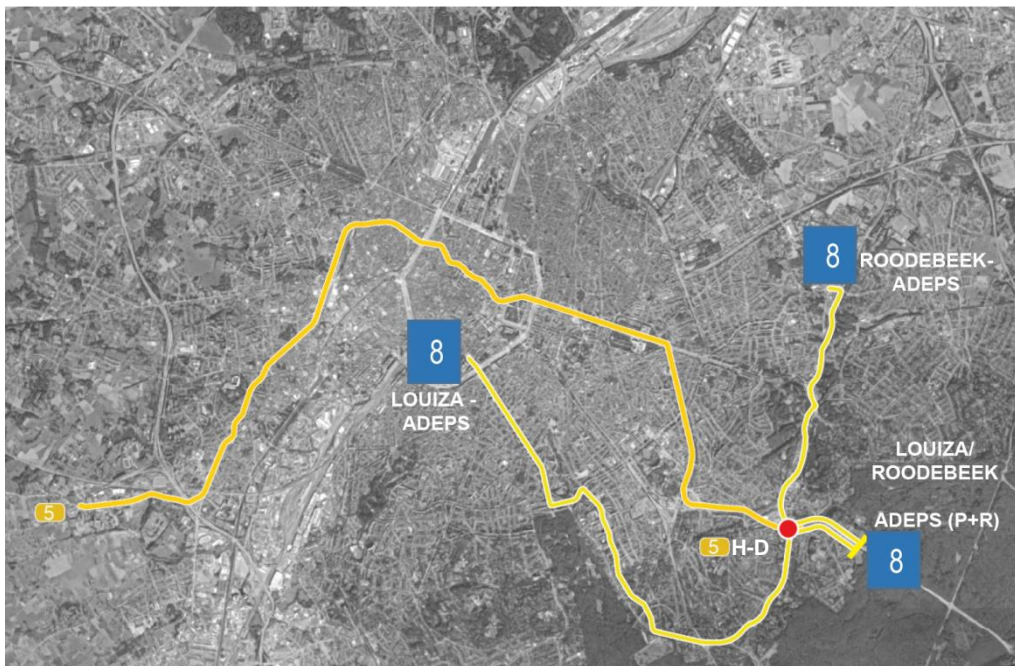 8
ROODEBEEK-
ADEPS
8
LOUIZA -
ADEPS
LOUIZA/
ROODEBEEK
5
ADEPS (P+R)
5 H-D
8